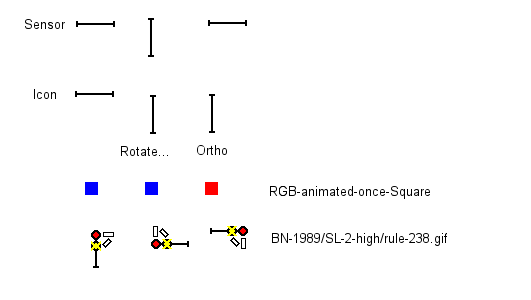 Sensor
Icon
Rotate... Ortho
RGB-animated-once-Square
BN-1989/SL-2-high/rule-238.gif